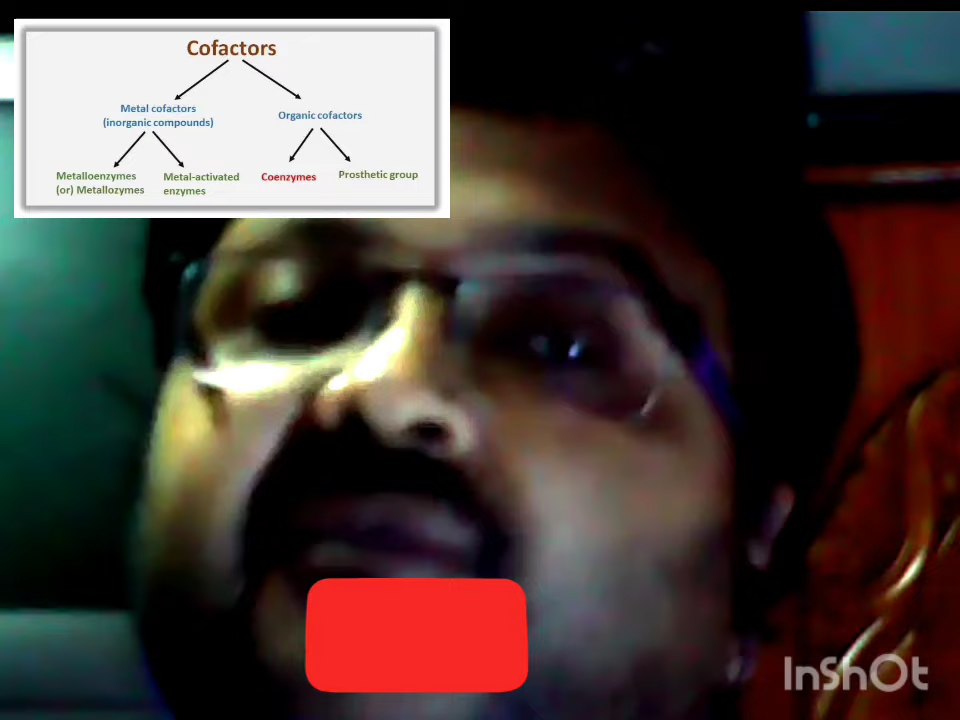 Cofactors
Metal cofactors
(inorganic compounds)
Organic cofactors
Metalloenzymes
(or) Metallozymes
Metal-activated
enzymes
Coenzymes
Prosthetic group
InShOt